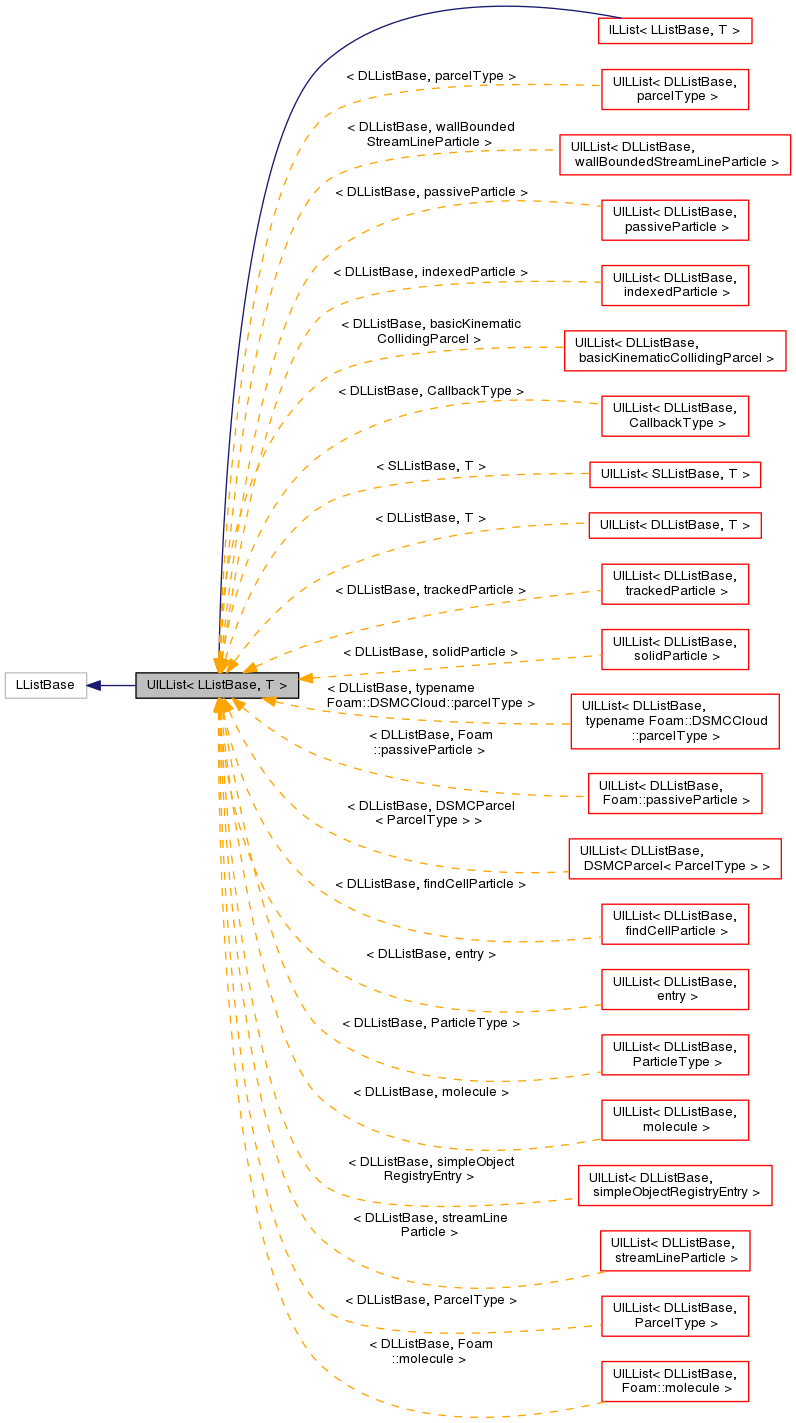 ILList< LListBase, T >
< DLListBase, parcelType >
UILList< DLListBase,
parcelType >
< DLListBase, wallBounded
StreamLineParticle >
UILList< DLListBase,
wallBoundedStreamLineParticle >
< DLListBase, passiveParticle >
UILList< DLListBase,
passiveParticle >
< DLListBase, indexedParticle >
UILList< DLListBase,
indexedParticle >
< DLListBase, basicKinematic
CollidingParcel >
UILList< DLListBase,
basicKinematicCollidingParcel >
< DLListBase, CallbackType >
UILList< DLListBase,
CallbackType >
< SLListBase, T >
UILList< SLListBase, T >
< DLListBase, T >
UILList< DLListBase, T >
< DLListBase, trackedParticle >
UILList< DLListBase,
trackedParticle >
< DLListBase, solidParticle >
UILList< DLListBase,
solidParticle >
LListBase
UILList< LListBase, T >
< DLListBase, typename
Foam::DSMCCloud::parcelType >
UILList< DLListBase,
typename Foam::DSMCCloud
::parcelType >
< DLListBase, Foam
::passiveParticle >
UILList< DLListBase,
Foam::passiveParticle >
< DLListBase, DSMCParcel
< ParcelType > >
UILList< DLListBase,
DSMCParcel< ParcelType > >
< DLListBase, findCellParticle >
UILList< DLListBase,
findCellParticle >
< DLListBase, entry >
UILList< DLListBase,
entry >
< DLListBase, ParticleType >
UILList< DLListBase,
ParticleType >
< DLListBase, molecule >
UILList< DLListBase,
molecule >
< DLListBase, simpleObject
RegistryEntry >
UILList< DLListBase,
simpleObjectRegistryEntry >
< DLListBase, streamLine
Particle >
UILList< DLListBase,
streamLineParticle >
< DLListBase, ParcelType >
UILList< DLListBase,
ParcelType >
< DLListBase, Foam
::molecule >
UILList< DLListBase,
Foam::molecule >